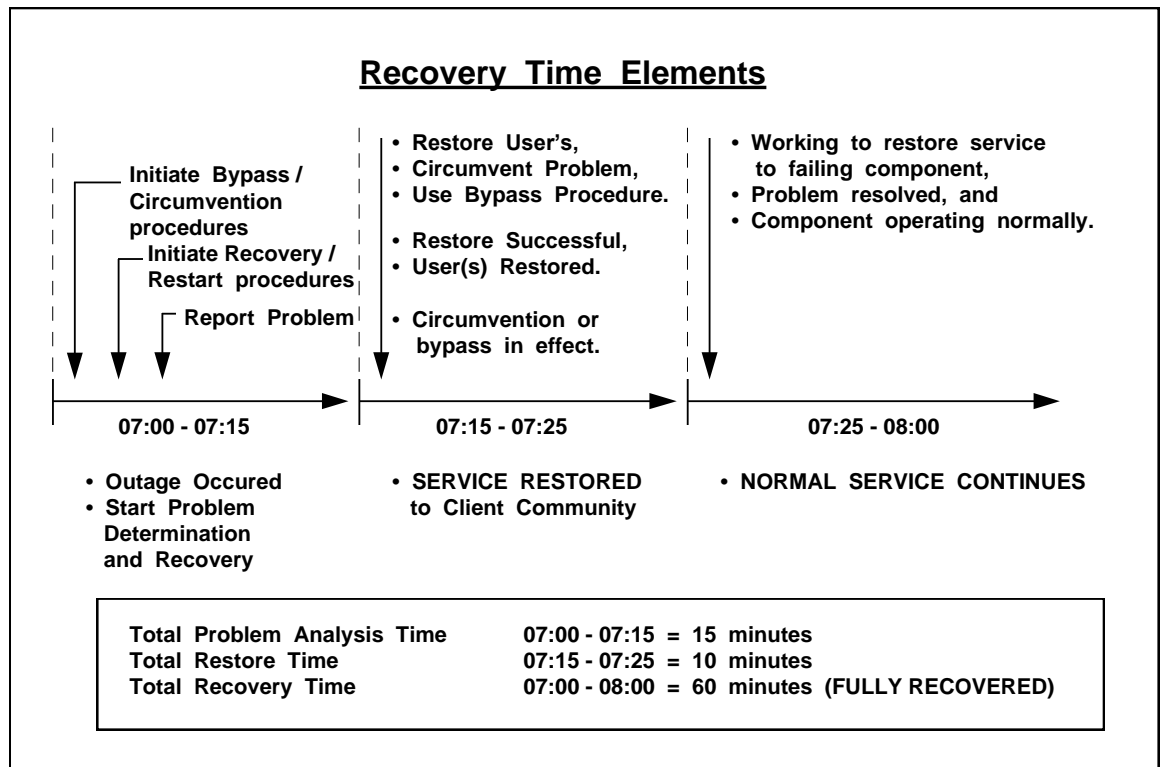 Recovery Time Elements
Initiate Bypass /
Circumvention
procedures
Initiate Recovery /
Restart procedures
Report Problem
• Restore User's,
• Circumvent Problem,
• Use Bypass Procedure.
• Restore Successful,
• User(s) Restored.
• Circumvention or
bypass in effect.
• Working to restore service
to failing component,
• Problem resolved, and
• Component operating normally.
07:00 - 07:15
07:15 - 07:25
07:25 - 08:00
• Outage Occured
• Start Problem
Determination
and Recovery
• SERVICE RESTORED
to Client Community
• NORMAL SERVICE CONTINUES
Total Problem Analysis Time 07:00 - 07:15 = 15 minutes
Total Restore Time 07:15 - 07:25 = 10 minutes
Total Recovery Time 07:00 - 08:00 = 60 minutes (FULLY RECOVERED)